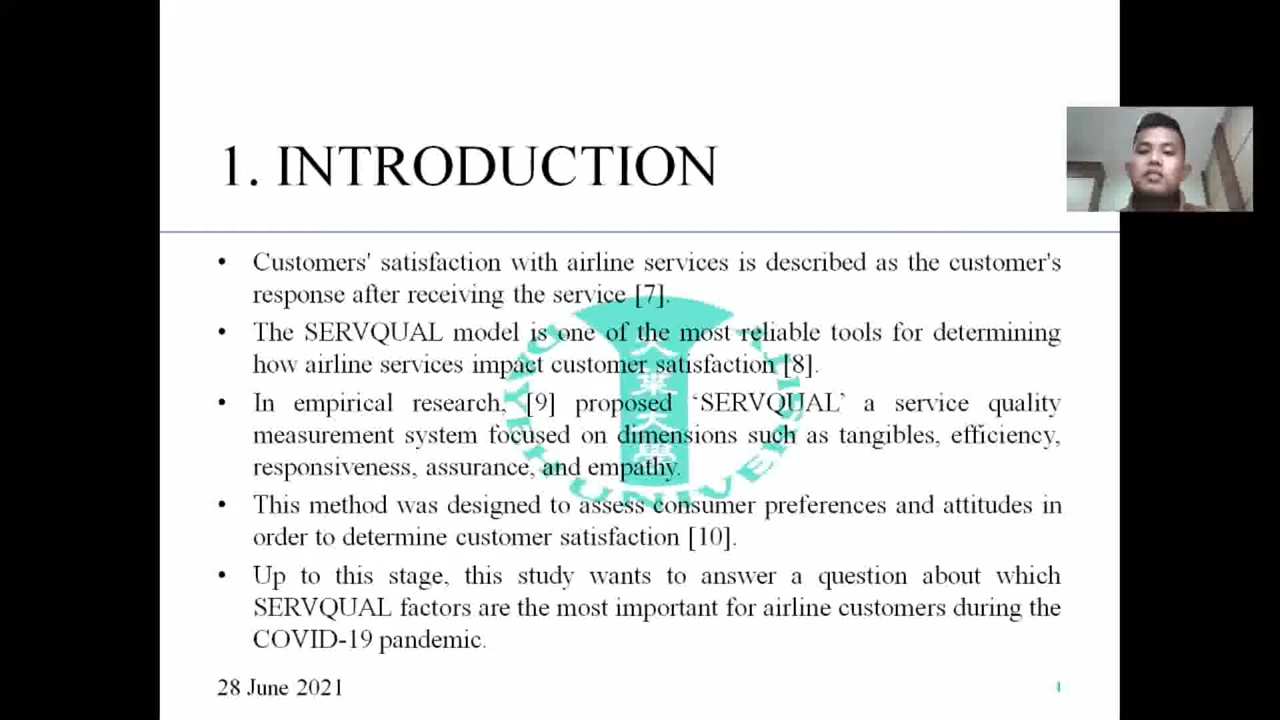 1. INTRODUCTION
• Customers' satisfaction with airline services is described as the customer's
response after receiving the service [7].
• The SERVQUAL model is one of the most reliable tools for determining
how airline services impact customer satisfaction [8].
• In empirical research, [9] proposed ‘SERVQUAL’ a service quality
measurement system focused on dimensions such as tangibles, efficiency,
responsiveness, assurance, and empathy.
• This method was designed to assess consumer preferences and attitudes in
order to determine customer satisfaction [10].
• Up to this stage, this study wants to answer a question about which
SERVQUAL factors are the most important for airline customers during the
COVID-19 pandemic.
大葉大學
28 June 2021